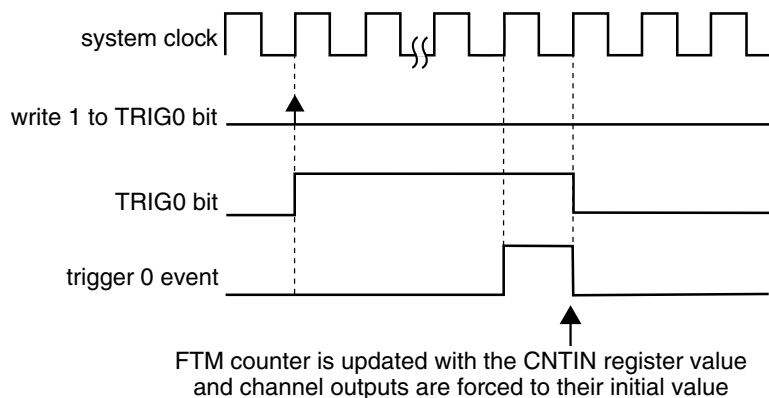 system clock
write 1 to TRIG0 bit
TRIG0 bit
trigger 0 event
FTM counter is updated with the CNTIN register value
and channel outputs are forced to their initial value